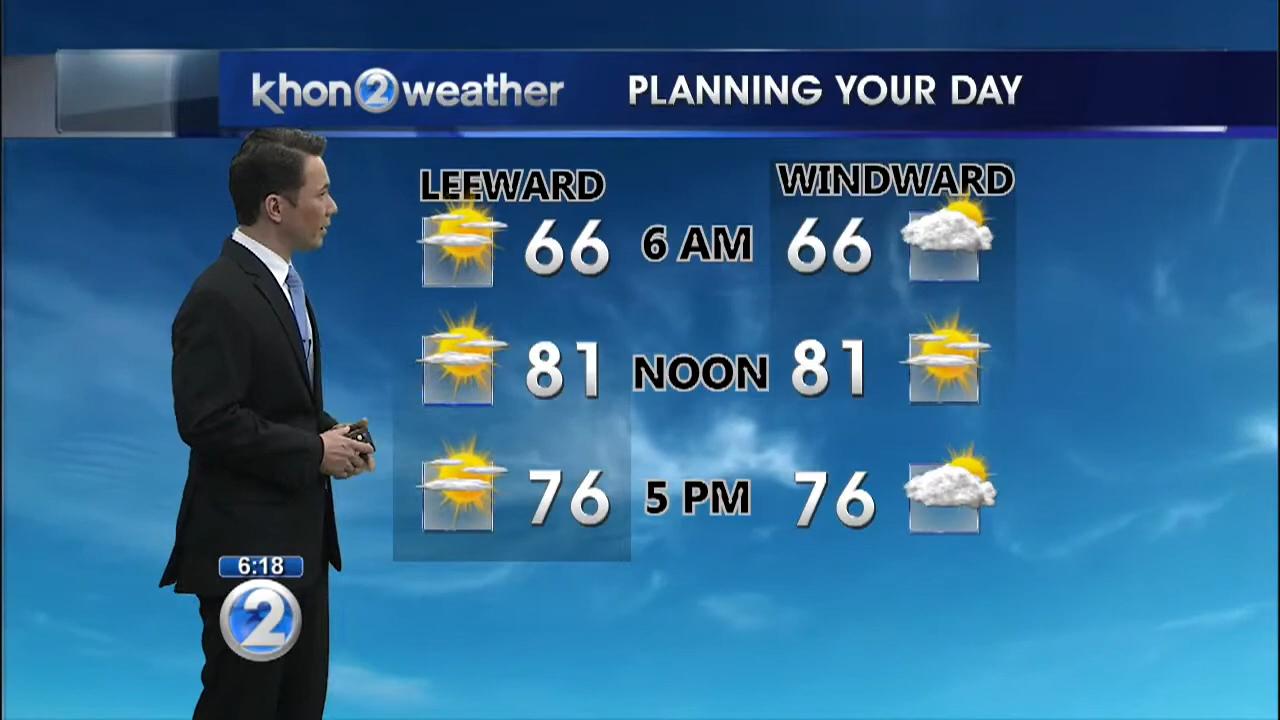 khon2weather PLANNING YOUR DAY
LEEWARD WINDWARD
66 6 AM 66
81 NOON 81
76 5 PM 76
6:18
2